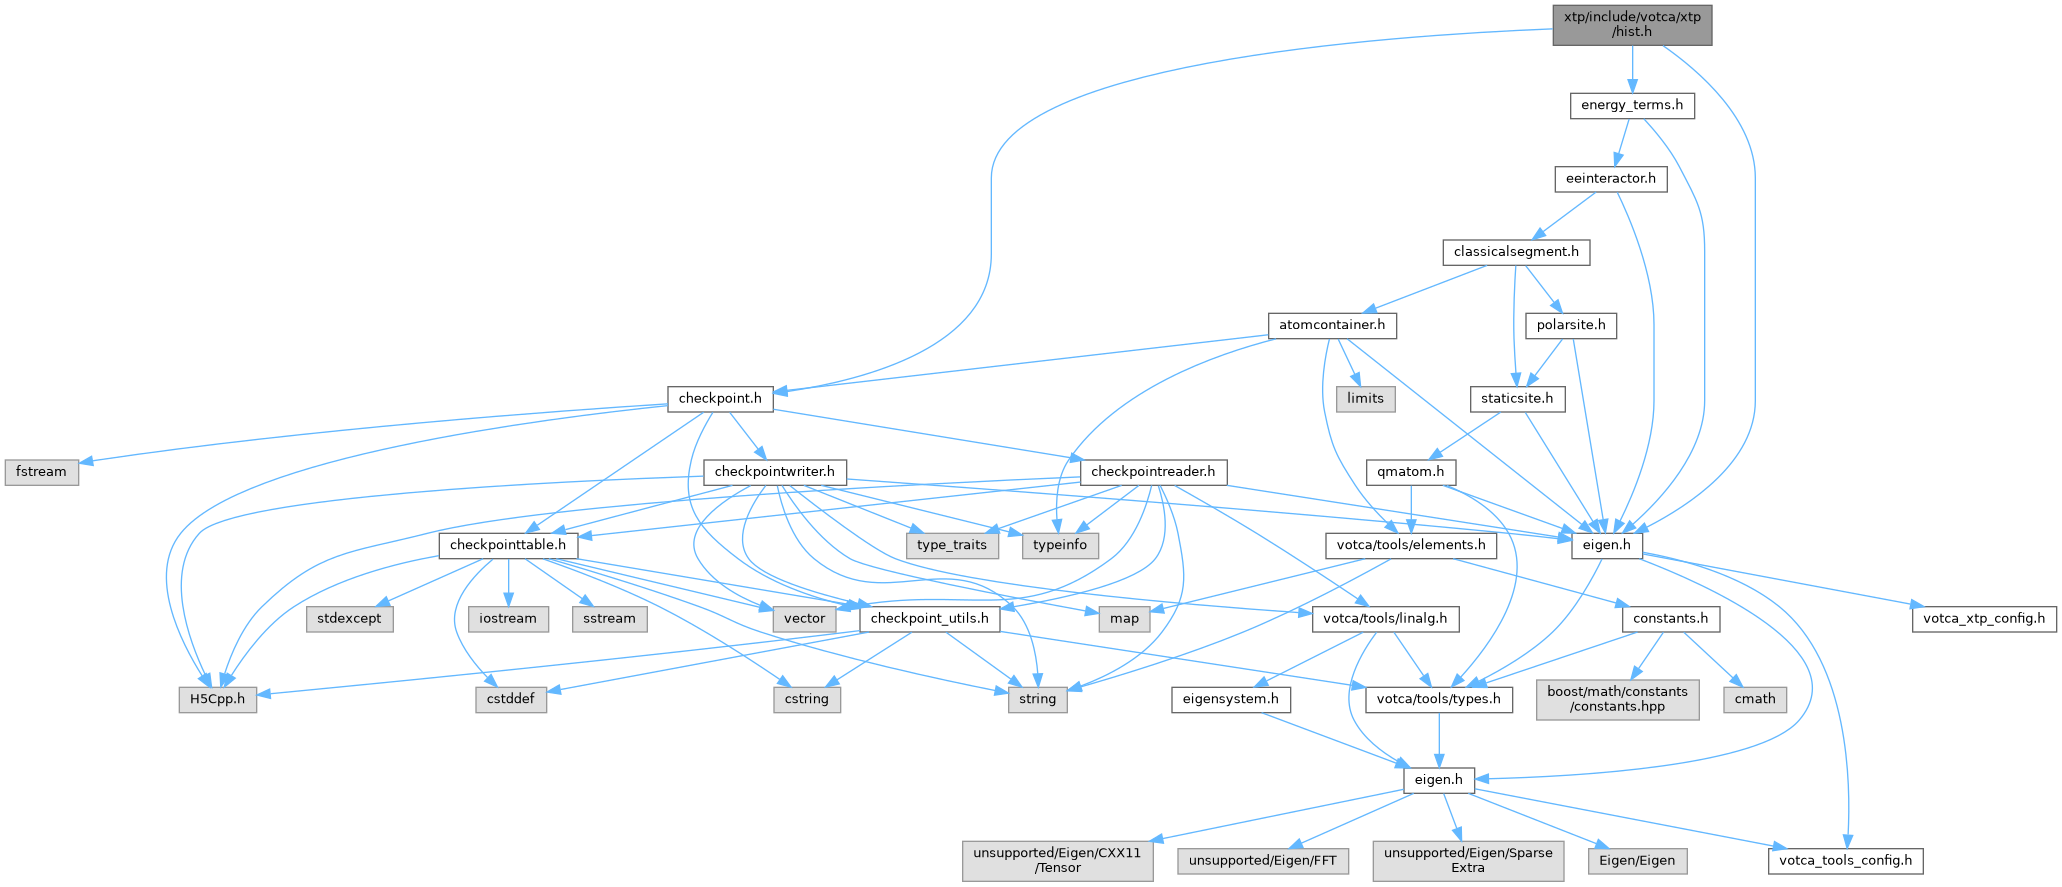 xtp/include/votca/xtp
/hist.h
energy_terms.h
eeinteractor.h
classicalsegment.h
atomcontainer.h
polarsite.h
checkpoint.h
limits
staticsite.h
fstream
checkpointwriter.h
checkpointreader.h
qmatom.h
checkpointtable.h
type_traits
typeinfo
votca/tools/elements.h
eigen.h
stdexcept
iostream
sstream
vector
checkpoint_utils.h
map
votca/tools/linalg.h
constants.h
votca_xtp_config.h
H5Cpp.h
cstddef
cstring
string
eigensystem.h
votca/tools/types.h
boost/math/constants
/constants.hpp
cmath
eigen.h
unsupported/Eigen/CXX11
/Tensor
unsupported/Eigen/FFT
unsupported/Eigen/Sparse
Extra
Eigen/Eigen
votca_tools_config.h